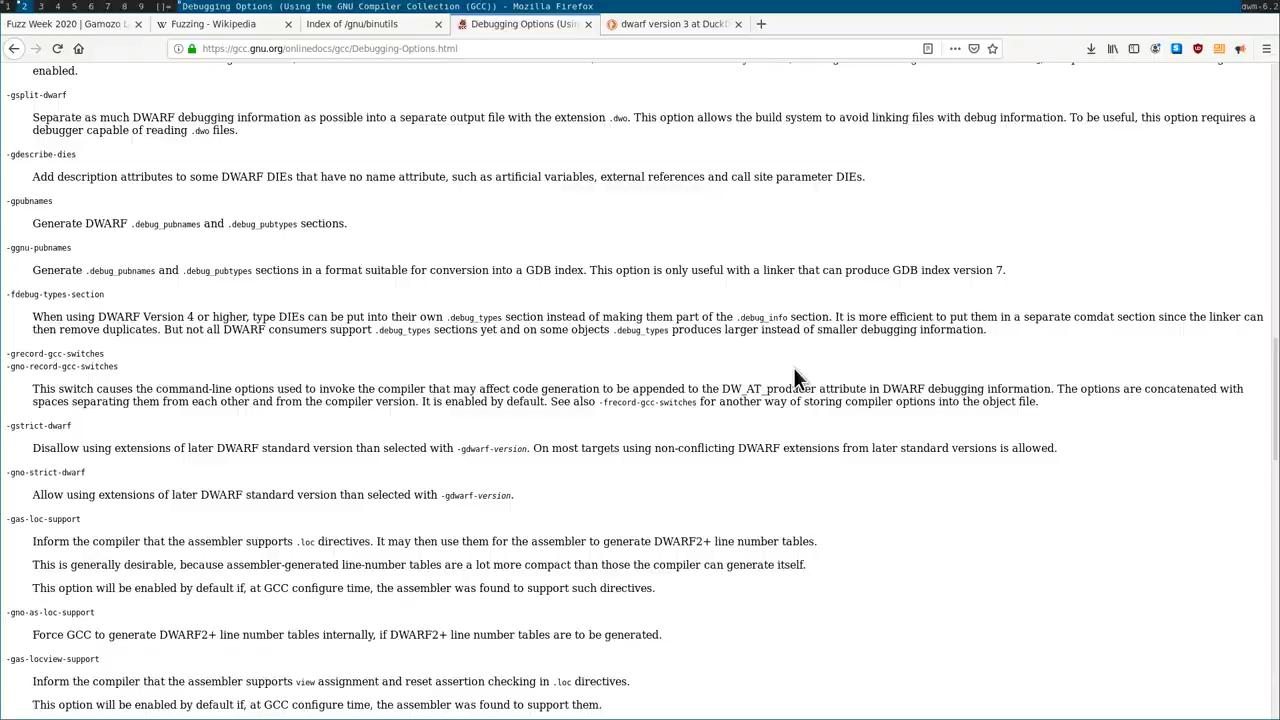 1 2 3 4 5 6 7 8 9 []= Debugging Options (Using the GNU Compiler Collection (GCC)) - Mozilla Firefox dwm-6.2
Fuzz Week 2020 | Gamozo L Fuzzing - Wikipedia Index of /gnu/binutils Debugging Options (Usin dwarf version 3 at DuckD
https://gcc.gnu.org/onlinedocs/gcc/Debugging-Options.html
enabled.
-gsplit-dwarf
Separate as much DWARF debugging information as possible into a separate output file with the extension .dwo. This option allows the build system to avoid linking files with debug information. To be useful, this option requires a
debugger capable of reading .dwo files.
-gdescribe-dies
Add description attributes to some DWARF DIEs that have no name attribute, such as artificial variables, external references and call site parameter DIEs.
-gpubnames
Generate DWARF .debug_pubnames and .debug_pubtypes sections.
-ggnu-pubnames
Generate .debug_pubnames and .debug_pubtypes sections in a format suitable for conversion into a GDB index. This option is only useful with a linker that can produce GDB index version 7.
-fdebug-types-section
When using DWARF Version 4 or higher, type DIEs can be put into their own .debug_types section instead of making them part of the .debug_info section. It is more efficient to put them in a separate comdat section since the linker can
then remove duplicates. But not all DWARF consumers support .debug_types sections yet and on some objects .debug_types produces larger instead of smaller debugging information.
-grecord-gcc-switches
-gno-record-gcc-switches
This switch causes the command-line options used to invoke the compiler that may affect code generation to be appended to the DW_AT_producer attribute in DWARF debugging information. The options are concatenated with
spaces separating them from each other and from the compiler version. It is enabled by default. See also -frecord-gcc-switches for another way of storing compiler options into the object file.
-gstrict-dwarf
Disallow using extensions of later DWARF standard version than selected with -gdwarf-version. On most targets using non-conflicting DWARF extensions from later standard versions is allowed.
-gno-strict-dwarf
Allow using extensions of later DWARF standard version than selected with -gdwarf-version.
-gas-loc-support
Inform the compiler that the assembler supports .loc directives. It may then use them for the assembler to generate DWARF2+ line number tables.
This is generally desirable, because assembler-generated line-number tables are a lot more compact than those the compiler can generate itself.
This option will be enabled by default if, at GCC configure time, the assembler was found to support such directives.
-gno-as-loc-support
Force GCC to generate DWARF2+ line number tables internally, if DWARF2+ line number tables are to be generated.
-gas-locview-support
Inform the compiler that the assembler supports view assignment and reset assertion checking in .loc directives.
This option will be enabled by default if, at GCC configure time, the assembler was found to support them.